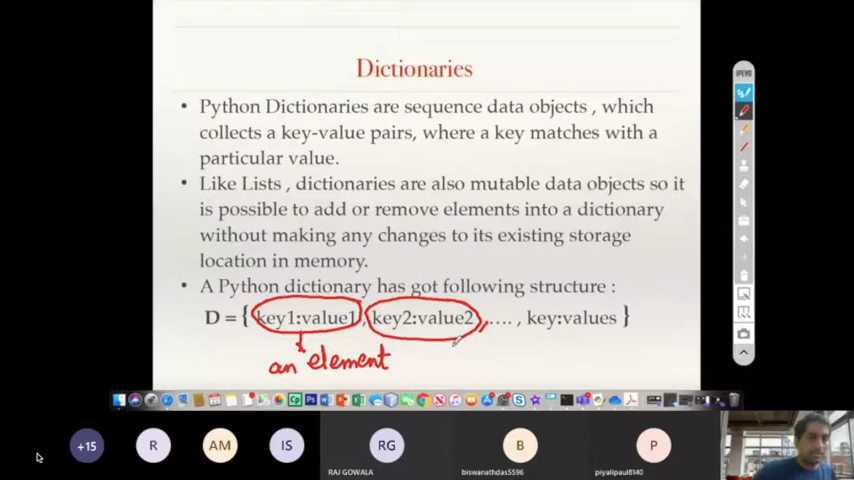 Dictionaries
• Python Dictionaries are sequence data objects , which
collects a key-value pairs, where a key matches with a
particular value.
• Like Lists , dictionaries are also mutable data objects so it
is possible to add or remove elements into a dictionary
without making any changes to its existing storage
location in memory.
• A Python dictionary has got following structure :
D = { key1:value1 , key2:value2 , .... , key:values }
an element
IPEVO
+15
R
AM
IS
RG
B
P
RAJ GOWALA
biswanathdas5596
piyalipaul8140